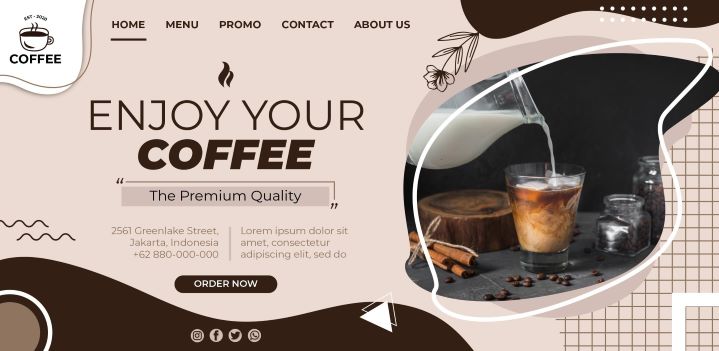 EST - 2020
COFFEE
HOME MENU PROMO CONTACT ABOUT US
ENJOY YOUR
COFFEE
“ The Premium Quality ”
2561 Greenlake Street,
Jakarta, Indonesia
+62 880-000-000
Lorem ipsum dolor sit
amet, consectetur
adipiscing elit, sed do
ORDER NOW